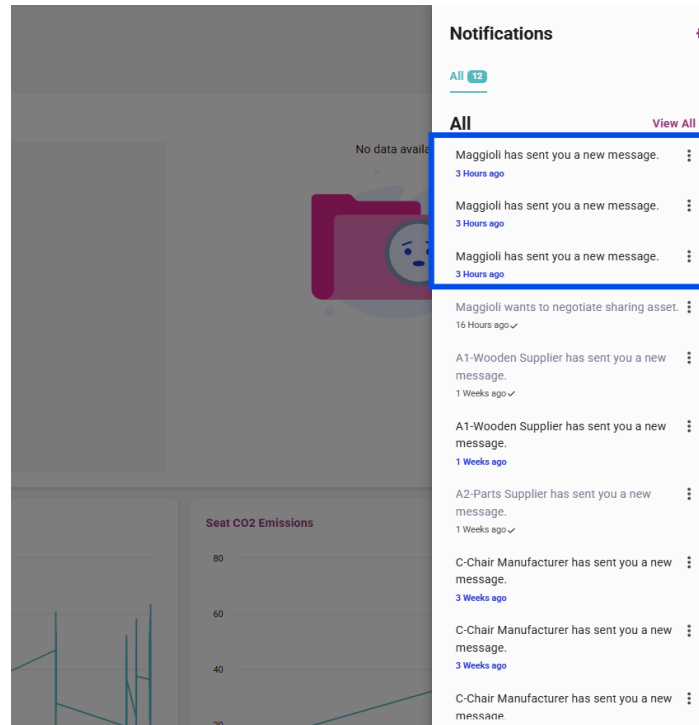 Notifications
All 12
All
View All
No data availa
Maggioli has sent you a new message.
3 Hours ago
Maggioli has sent you a new message.
3 Hours ago
Maggioli has sent you a new message.
3 Hours ago
Maggioli wants to negotiate sharing asset.
16 Hours ago
A1-Wooden Supplier has sent you a new
message.
1 Weeks ago
A1-Wooden Supplier has sent you a new
message.
1 Weeks ago
A2-Parts Supplier has sent you a new
message.
1 Weeks ago
C-Chair Manufacturer has sent you a new
message.
3 Weeks ago
C-Chair Manufacturer has sent you a new
message.
3 Weeks ago
C-Chair Manufacturer has sent you a new
message.
Seat CO2 Emissions
80
60
40
20